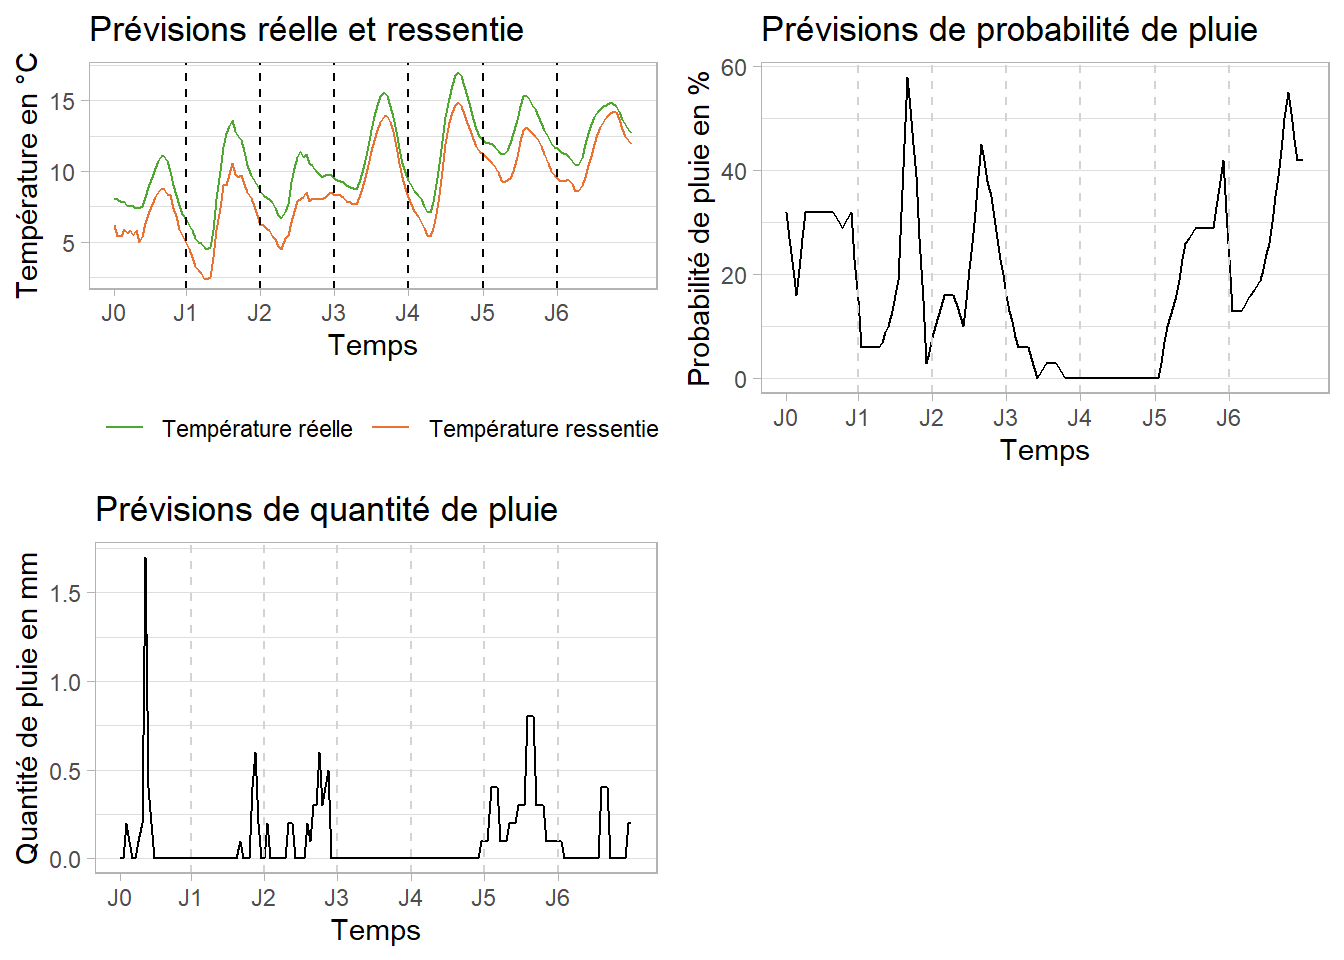 Prévisions réelle et ressentie
Température en °C
15
10
5
J0 J1 J2 J3 J4 J5 J6
Temps
Température réelle Température ressentie
Prévisions de probabilité de pluie
Probabilité de pluie en %
60
40
20
0
J0 J1 J2 J3 J4 J5 J6
Temps
Prévisions de quantité de pluie
Quantité de pluie en mm
1.5
1.0
0.5
0.0
J0 J1 J2 J3 J4 J5 J6
Temps